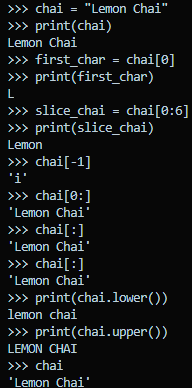 >>> chai = "Lemon Chai"
>>> print(chai)
Lemon Chai
>>> first_char = chai[0]
>>> print(first_char)
L
>>> slice_chai = chai[0:6]
>>> print(slice_chai)
Lemon
>>> chai[-1]
'i'
>>> chai[0:]
'Lemon Chai'
>>> chai[:]
'Lemon Chai'
>>> chai[:]
'Lemon Chai'
>>> print(chai.lower())
lemon chai
>>> print(chai.upper())
LEMON CHAI
>>> chai
'Lemon Chai'